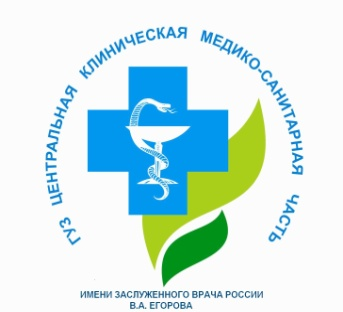 ГУЗ ЦЕНТРАЛЬНАЯ КЛИНИЧЕСКАЯ МЕДИКО-САНИТАРНАЯ ЧАСТЬ
ИМЕНИ ЗАСЛУЖЕННОГО ВРАЧА РОССИИ
В.А. ЕГОРОВА